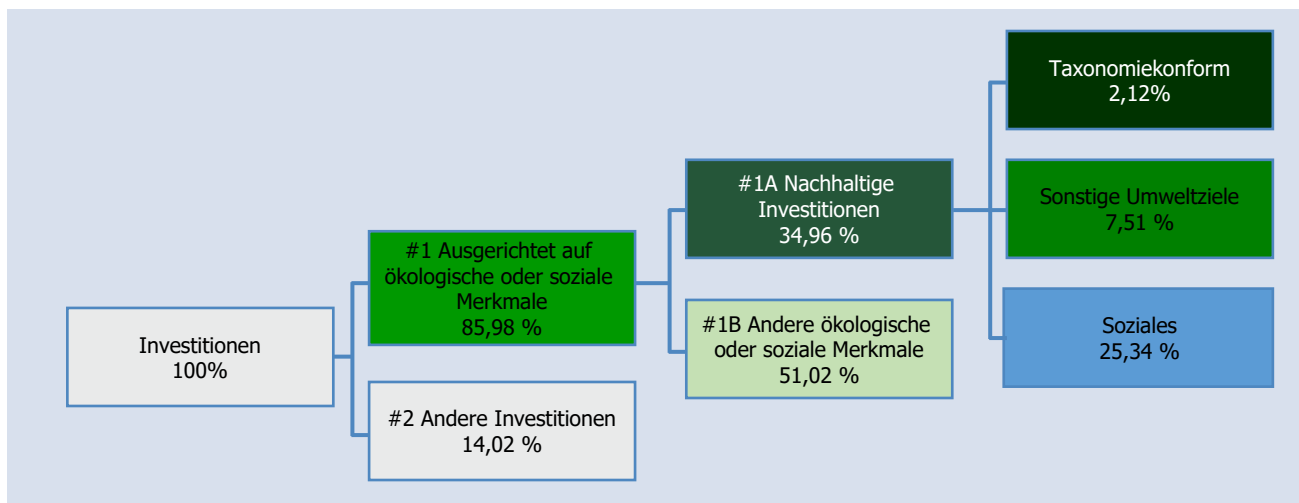 Investitionen
100%
#1 Ausgerichtet auf
ökologische oder soziale
Merkmale
85,98 %
#2 Andere Investitionen
14,02 %
#1A Nachhaltige
Investitionen
34,96 %
#1B Andere ökologische
oder soziale Merkmale
51,02 %
Taxonomiekonform
2,12%
Sonstige Umweltziele
7,51 %
Soziales
25,34 %